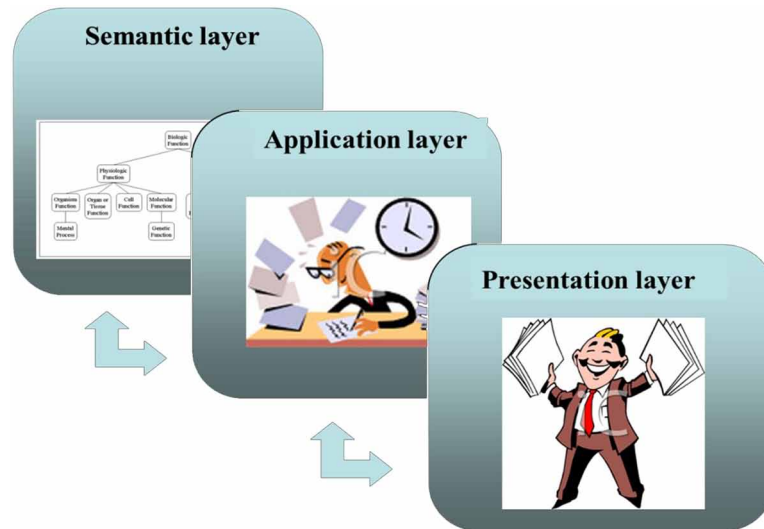 Semantic layer
Biologic
Function
Physiologic
Function
Organism
Function
Organ or
Tissue
Function
Cell
Function
Molecular
Function
Mental
Process
Genetic
Function
Application layer
Presentation layer